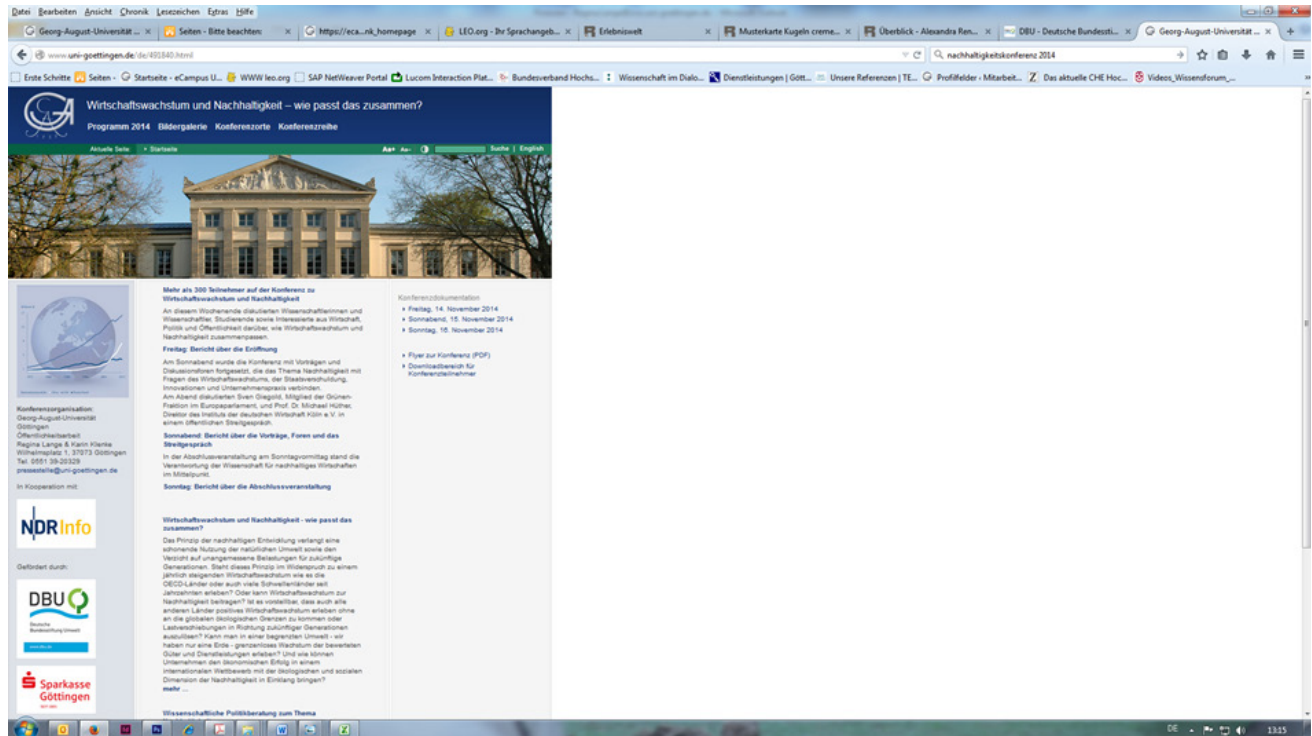 Datei Bearbeiten Ansicht Chronik Lesezeichen Extras Hilfe
Georg-August-Universität ... ×
Seiten - Bitte beachten: ×
https://eca...nk_homepage ×
LEO.org - Ihr Sprachangeb... ×
Erlebniswelt ×
Musterkarte Kugeln creme... ×
Überblick - Alexandra Ren... ×
DBU - Deutsche Bundessti... ×
Georg-August-Universität ... ×
www.uni-goettingen.de/de/491840.html
nachhaltigkeitskonferenz 2014
Erste Schritte
Seiten -
Startseite - eCampus U...
WWW leo.org
SAP NetWeaver Portal
Lucom Interaction Plat...
Bundesverband Hochs...
Wissenschaft im Dialo...
Dienstleistungen | Gött...
Unsere Referenzen | TE...
Profilfelder - Mitarbeit...
Das aktuelle CHE Hoc...
Videos_Wissensforum_...
Wirtschaftswachstum und Nachhaltigkeit – wie passt das zusammen?
Programm 2014 Bildergalerie Konferenzorte Konferenzreihe
Aktuelle Seite: Startseite
Aa+ Aa- Suche | English
Konferenzorganisation:
Georg-August-Universität
Göttingen
Öffentlichkeitsarbeit
Regina Lange & Karin Klenke
Wilhelmsplatz 1, 37073 Göttingen
Tel. 0551 39-20329
pressestelle@uni-goettingen.de
In Kooperation mit:
NDR Info
Gefördert durch:
DBU
Deutsche
Bundesstiftung Umwelt
www.dbu.de
Sparkasse
Göttingen
Mehr als 300 Teilnehmer auf der Konferenz zu
Wirtschaftswachstum und Nachhaltigkeit
An diesem Wochenende diskutierten Wissenschaftlerinnen und
Wissenschaftler, Studierende sowie Interessierte aus Wirtschaft,
Politik und Öffentlichkeit darüber, wie Wirtschaftswachstum und
Nachhaltigkeit zusammenpassen.
Freitag: Bericht über die Eröffnung
Am Sonnabend wurde die Konferenz mit Vorträgen und
Diskussionsforen fortgesetzt, die das Thema Nachhaltigkeit mit
Fragen des Wirtschaftswachstums, der Staatsverschuldung,
Innovationen und Unternehmenspraxis verbinden.
Am Abend diskutierten Sven Giegold, Mitglied der Grünen-
Fraktion im Europaparlament, und Prof. Dr. Michael Hüther,
Direktor des Instituts der deutschen Wirtschaft Köln e.V. in
einem öffentlichen Streitgespräch.
Sonnabend: Bericht über die Vorträge, Foren und das
Streitgespräch
In der Abschlussveranstaltung am Sonntagvormittag stand die
Verantwortung der Wissenschaft für nachhaltiges Wirtschaften
im Mittelpunkt.
Sonntag: Bericht über die Abschlussveranstaltung
Wirtschaftswachstum und Nachhaltigkeit - wie passt das
zusammen?
Das Prinzip der nachhaltigen Entwicklung verlangt eine
schonende Nutzung der natürlichen Umwelt sowie den
Verzicht auf unangemessene Belastungen für zukünftige
Generationen. Steht dieses Prinzip im Widerspruch zu einem
jährlich steigenden Wirtschaftswachstum wie es die
OECD-Länder oder auch viele Schwellenländer seit
Jahrzehnten erleben? Oder kann Wirtschaftswachstum zur
Nachhaltigkeit beitragen? Ist es vorstellbar, dass auch alle
anderen Länder positives Wirtschaftswachstum erleben ohne
an die globalen ökologischen Grenzen zu kommen oder
Lastverschiebungen in Richtung zukünftiger Generationen
auszulösen? Kann man in einer begrenzten Umwelt - wir
haben nur eine Erde - grenzenloses Wachstum der bewerteten
Güter und Dienstleistungen erleben? Und wie können
Unternehmen den ökonomischen Erfolg in einem
internationalen Wettbewerb mit der ökologischen und sozialen
Dimension der Nachhaltigkeit in Einklang bringen?
mehr ...
Wissenschaftliche Politikberatung zum Thema
Konferenzdokumentation
Freitag, 14. November 2014
Sonnabend, 15. November 2014
Sonntag, 16. November 2014
Flyer zur Konferenz (PDF)
Downloadbereich für
Konferenzteilnehmer
DE 13:15